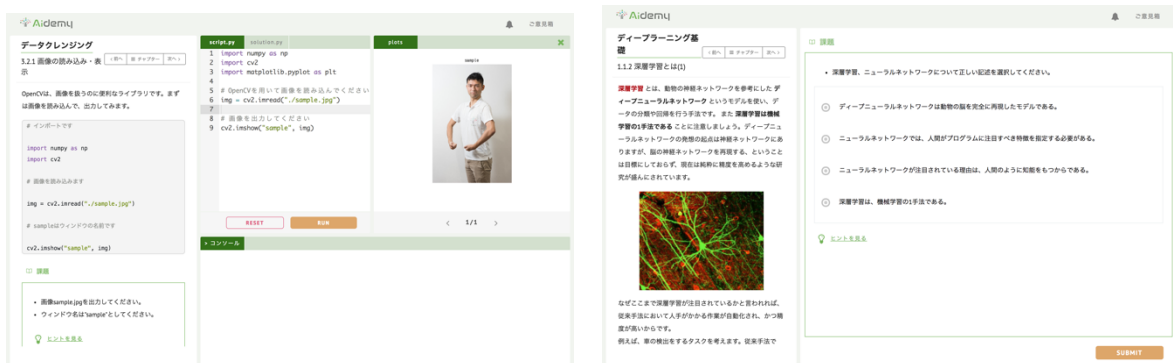 Aidemy
ご意見箱
データクレンジング
3.2.1 画像の読み込み・表
示
<前へ
チャプター
次へ>
OpenCVは、画像を扱うのに便利なライブラリです。まず
は画像を読み込んで、出力してみます。
# インポートです
import numpy as np
import cv2
# 画像を読み込みます
img = cv2.imread("./sample.jpg")
# sampleはウィンドウの名前です
cv2.imshow("sample", img)
課題
• 画像sample.jpgを出力してください。
• ウィンドウ名は"sample"としてください。
ヒントを見る
script.py
solution.py
1 import numpy as np
2 import cv2
3 import matplotlib.pyplot as plt
4
5 # OpenCVを用いて画像を読み込んでください
6 img = cv2.imread("./sample.jpg")
7
8 # 画像を出力してください
9 cv2.imshow("sample", img)
RESET
RUN
plots
sample
< 1/1 >
> コンソール
Aidemy
ご意見箱
ディープラーニング基
礎
<前へ
チャプター
次へ>
1.1.2 深層学習とは(1)
深層学習 とは、動物の神経ネットワークを参考にした デ
ィープニューラルネットワーク というモデルを使い、デ
ータの分類や回帰を行う手法です。 また 深層学習は機械
学習の1手法である ことに注意しましょう。ディープニュ
ーラルネットワークの発想の起点は神経ネットワークにあ
りますが、脳の神経ネットワークを再現する、ということ
は目標にしておらず、現在は純粋に精度を高めるような研
究が盛んにされています。
なぜここまで深層学習が注目されているかと言われれば、
従来手法において人手がかかる作業が自動化され、かつ精
度が高いからです。
例えば、車の検出をするタスクを考えます。従来手法で
課題
• 深層学習、ニューラルネットワークについて正しい記述を選択してください。
ディープニューラルネットワークは動物の脳を完全に再現したモデルである。
ニューラルネットワークでは、人間がプログラムに注目すべき特徴を指定する必要がある。
ニューラルネットワークが注目されている理由は、人間のように知能をもつからである。
深層学習は、機械学習の1手法である。
ヒントを見る
SUBMIT